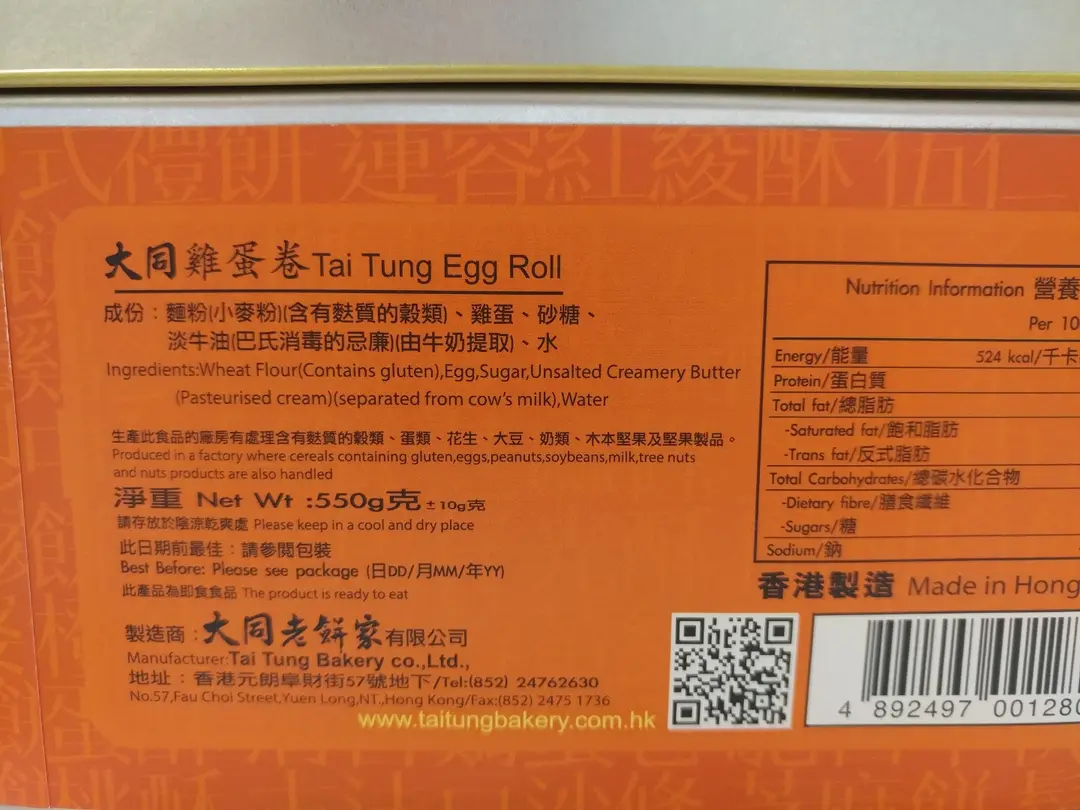 式禮餅 蓮容紅綾酥 伍仁
大同雞蛋卷Tai Tung Egg Roll
成份：麵粉(小麥粉)(含有麩質的穀類)、雞蛋、砂糖、
淡牛油(巴氏消毒的忌廉)(由牛奶提取)、水
Ingredients:Wheat Flour(Contains gluten),Egg,Sugar,Unsalted Creamery Butter
(Pasteurised cream)(separated from cow's milk),Water
生產此食品的廠房有處理含有麩質的穀類、蛋類、花生、大豆、奶類、木本堅果及堅果製品。
Produced in a factory where cereals containing gluten,eggs,peanuts,soybeans,milk,tree nuts
and nuts products are also handled
淨重 Net Wt :550g克 ±10g克
請存放於陰涼乾爽處 Please keep in a cool and dry place
此日期前最佳：請參閱包裝
Best Before: Please see package (日DD/月MM/年YY)
此產品為即食食品 The product is ready to eat
製造商：大同老餅家有限公司
Manufacturer:Tai Tung Bakery co.,Ltd.,
地址：香港元朗阜財街57號地下/Tel:(852) 24762630
No.57,Fau Choi Street,Yuen Long,NT.,Hong Kong/Fax:(852) 2475 1736
www.taitungbakery.com.hk
Nutrition Information 營養
Per 10
Energy/能量 524 kcal/千卡
Protein/蛋白質
Total fat/總脂肪
-Saturated fat/飽和脂肪
-Trans fat/反式脂肪
Total Carbohydrates/總碳水化合物
-Dietary fibre/膳食纖維
-Sugars/糖
Sodium/鈉
香港製造 Made in Hong
4 892497 001280